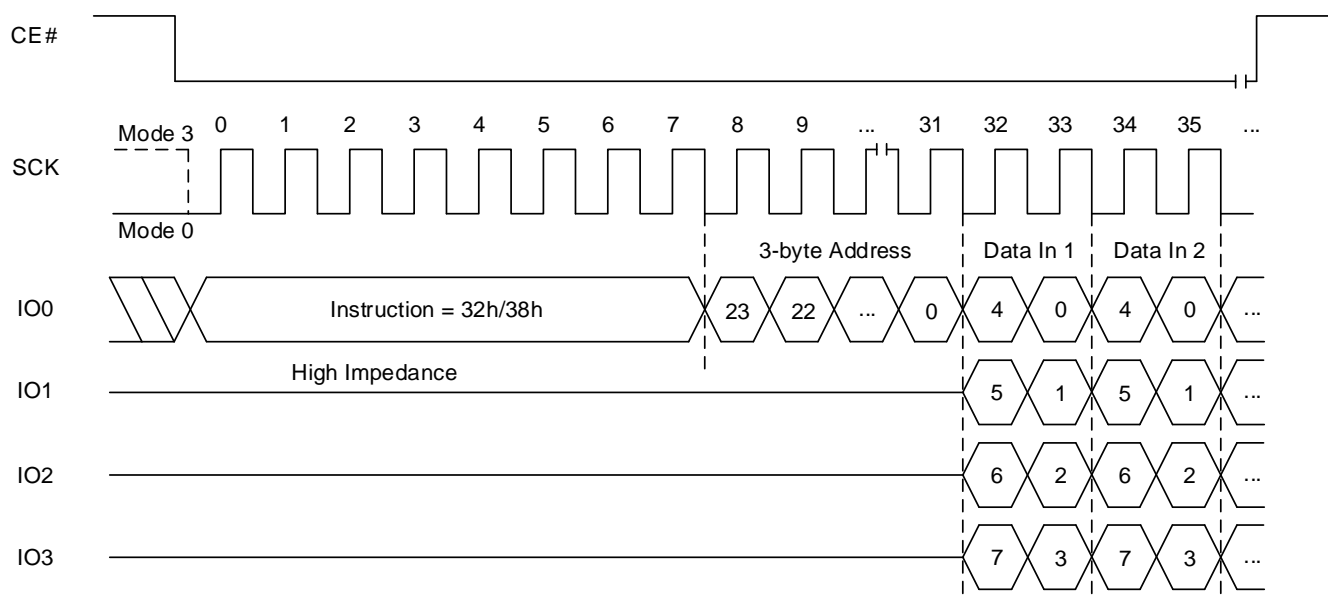 CE#
0 1 2 3 4 5 6 7 8 9 ... 31 32 33 34 35 ...
Mode 3
SCK
Mode 0
3-byte Address Data In 1 Data In 2
IO0 Instruction = 32h/38h 23 22 ... 0 4 0 4 0 ...
High Impedance
IO1 5 1 5 1 ...
IO2 6 2 6 2 ...
IO3 7 3 7 3 ...